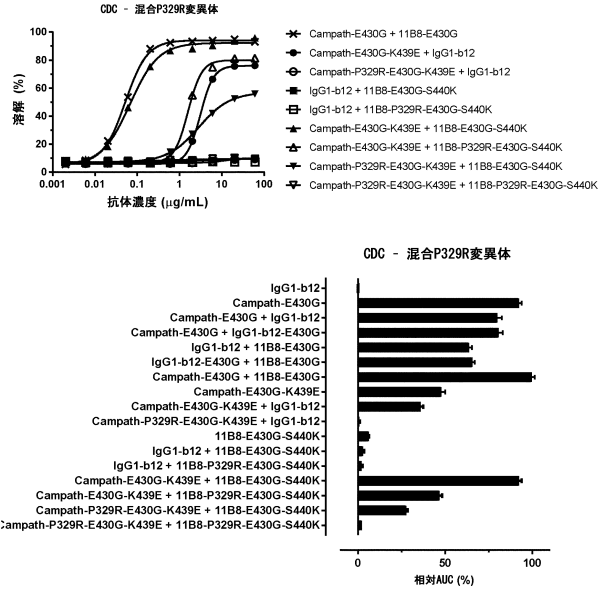 CDC - 混合P329R変異体
100
80
60
40
20
0
溶解 (%)
0.001
0.01
0.1
1
10
100
抗体濃度 (μg/mL)
Campath-E430G + 11B8-E430G
Campath-E430G-K439E + IgG1-b12
Campath-P329R-E430G-K439E + IgG1-b12
IgG1-b12 + 11B8-E430G-S440K
IgG1-b12 + 11B8-P329R-E430G-S440K
Campath-E430G-K439E + 11B8-E430G-S440K
Campath-E430G-K439E + 11B8-P329R-E430G-S440K
Campath-P329R-E430G-K439E + 11B8-E430G-S440K
Campath-P329R-E430G-K439E + 11B8-P329R-E430G-S440K
CDC - 混合P329R変異体
IgG1-b12
Campath-E430G
Campath-E430G + IgG1-b12
Campath-E430G + IgG1-b12-E430G
IgG1-b12 + 11B8-E430G
IgG1-b12-E430G + 11B8-E430G
Campath-E430G + 11B8-E430G
Campath-E430G-K439E
Campath-E430G-K439E + IgG1-b12
Campath-P329R-E430G-K439E + IgG1-b12
11B8-E430G-S440K
IgG1-b12 + 11B8-E430G-S440K
IgG1-b12 + 11B8-P329R-E430G-S440K
Campath-E430G-K439E + 11B8-E430G-S440K
Campath-E430G-K439E + 11B8-P329R-E430G-S440K
Campath-P329R-E430G-K439E + 11B8-E430G-S440K
Campath-P329R-E430G-K439E + 11B8-P329R-E430G-S440K
0
50
100
相対AUC (%)